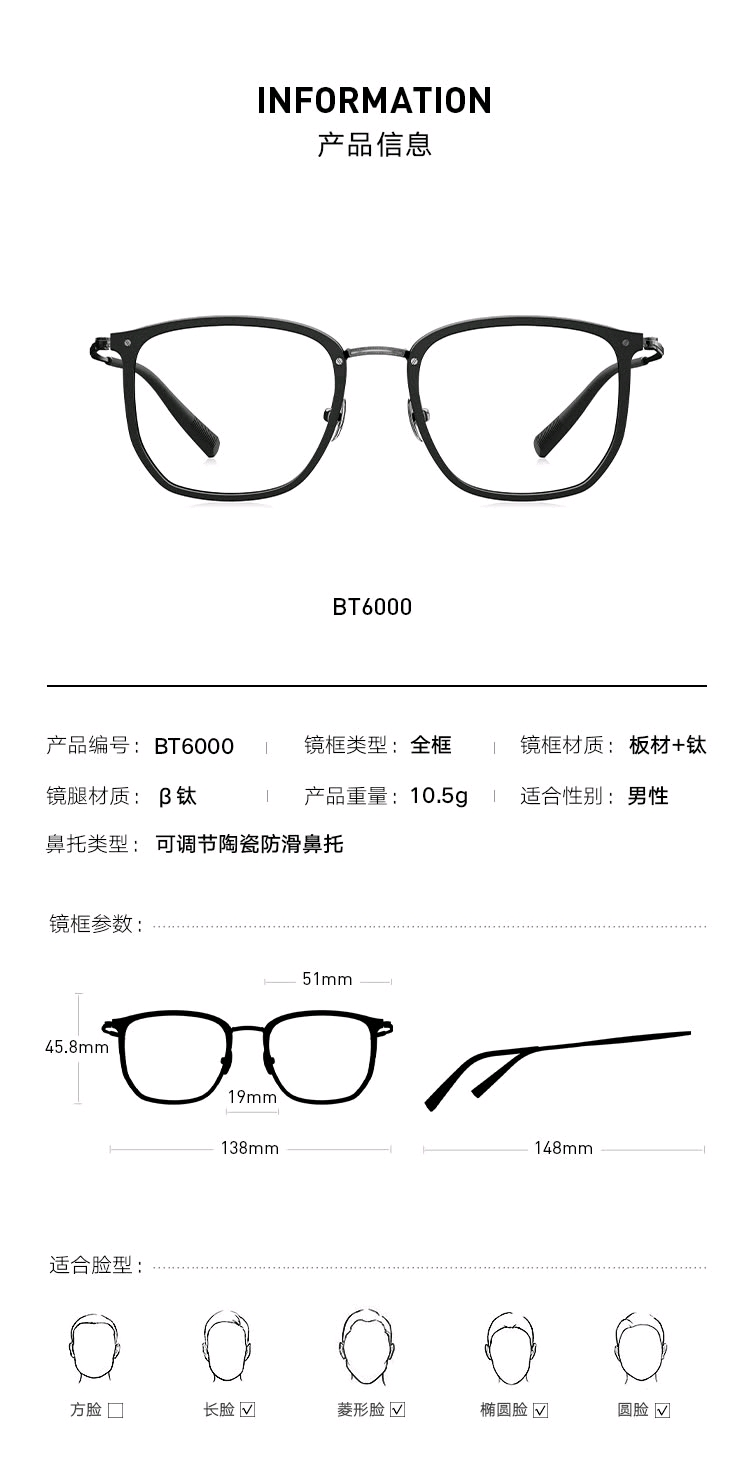 INFORMATION
产品信息
BT6000
产品编号: BT6000 镜框类型: 全框 镜框材质: 板材+钛
镜腿材质: β钛 产品重量: 10.5g 适合性别: 男性
鼻托类型: 可调节陶瓷防滑鼻托
镜框参数:
51mm
45.8mm
19mm
138mm 148mm
适合脸型:
方脸 长脸 菱形脸 椭圆脸 圆脸